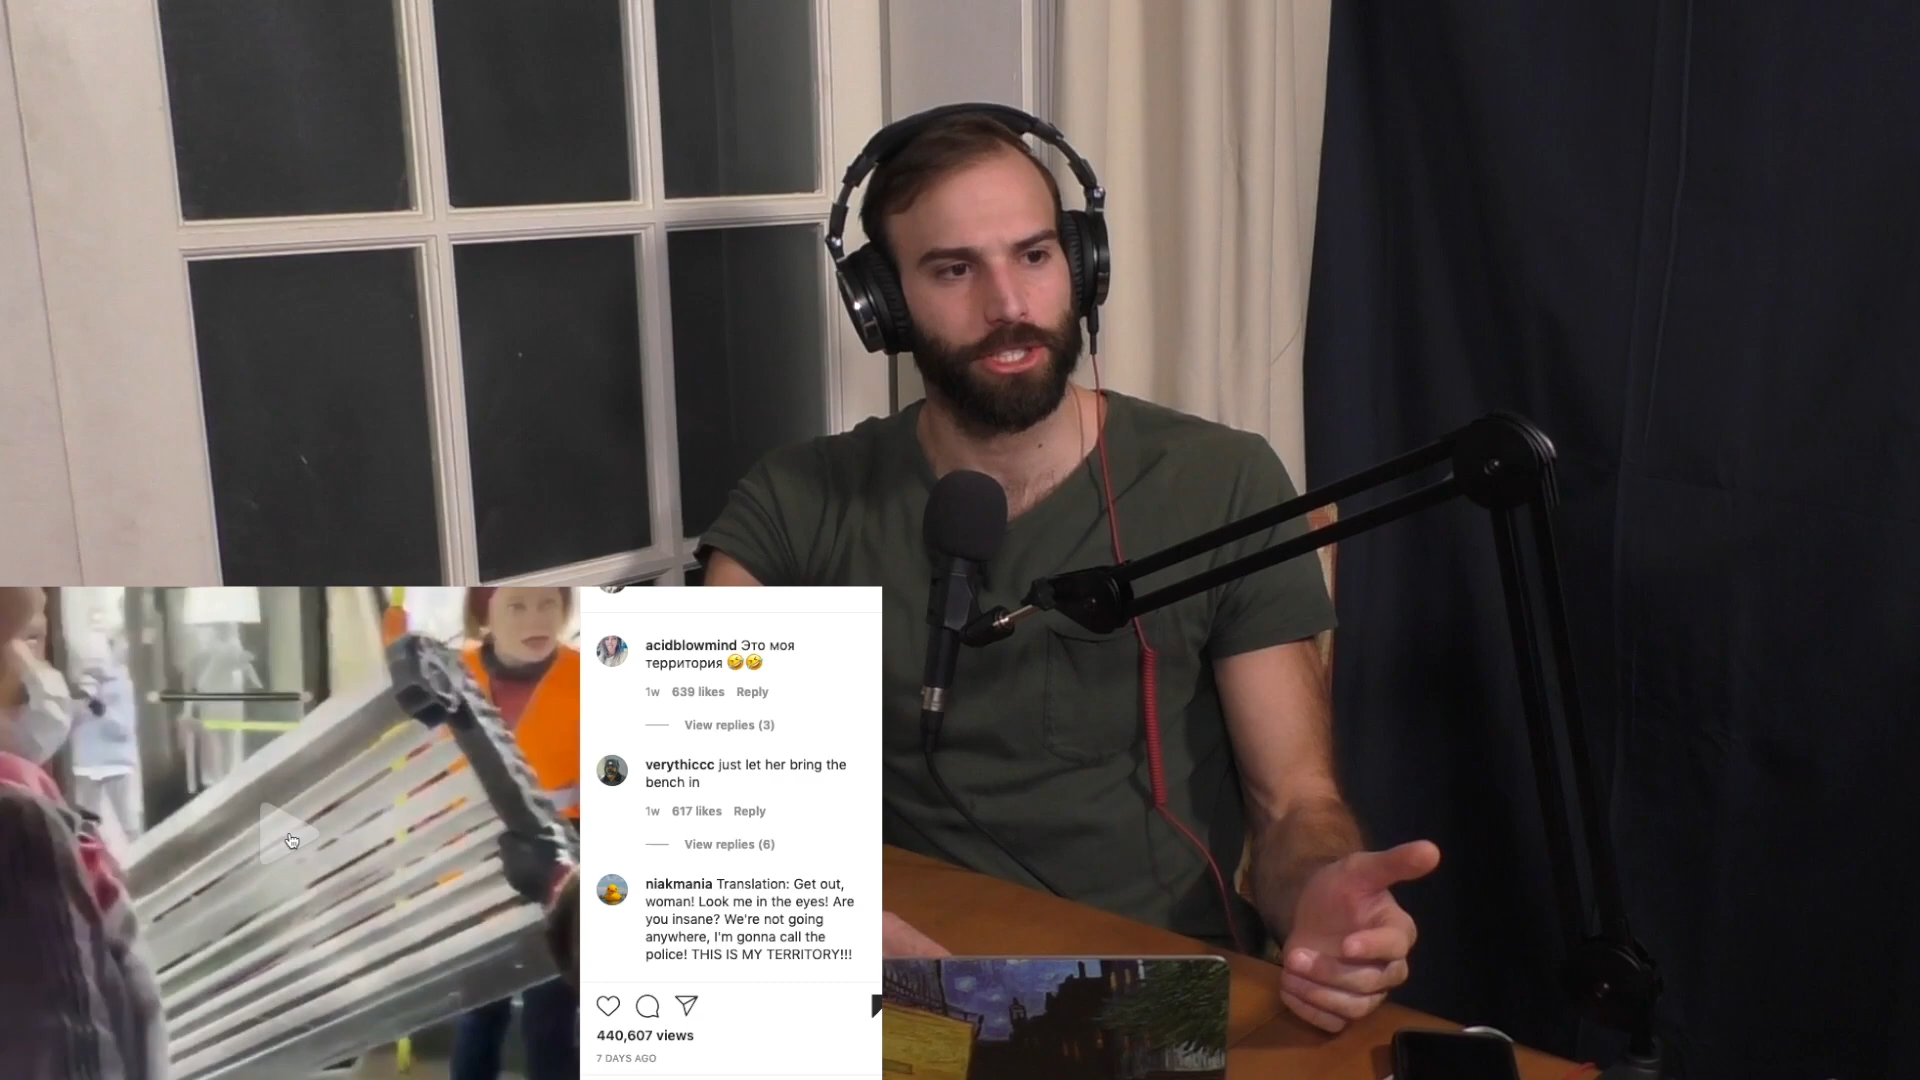 acidblowmind Это моя
территория 🤣🤣
1w 639 likes Reply
View replies (3)
verythiccc just let her bring the
bench in
1w 617 likes Reply
View replies (6)
niakmania Translation: Get out,
woman! Look me in the eyes! Are
you insane? We're not going
anywhere, I'm gonna call the
police! THIS IS MY TERRITORY!!!
440,607 views
7 DAYS AGO